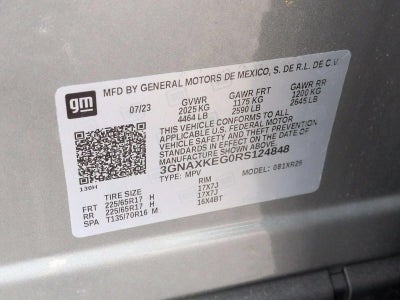 gm
MFD BY GENERAL MOTORS DE MEXICO, S. DE R.L. DE C.V.
07/23 GVWR GAWR FRT GAWR RR
2025 KG 1175 KG 1200 KG
4464 LB 2590 LB 2645 LB
THIS VEHICLE CONFORMS TO ALL
APPLICABLE U.S. FEDERAL MOTOR
VEHICLE SAFETY AND THEFT PREVENTION
STANDARDS IN EFFECT ON THE DATE OF
MANUFACTURE SHOWN ABOVE.
3GNAXKEG0RS124848
TYPE: MPV MODEL: 0B1XR26
TIRE SIZE RIM
FRT 225/65R17 H 17X7J
RR 225/65R17 H 17X7J
SPA T135/70R16 M 16X4BT